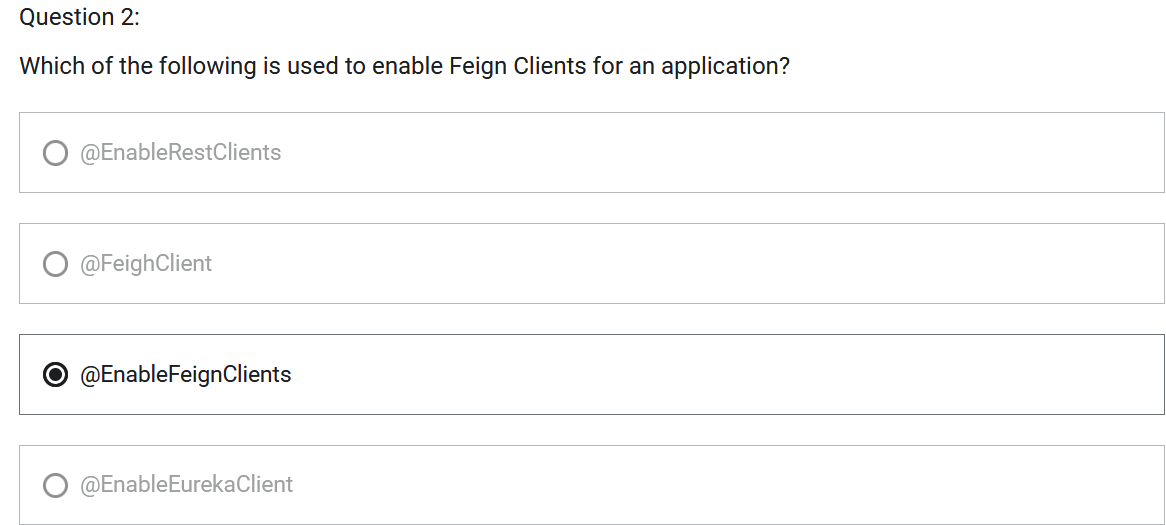 Question 2:
Which of the following is used to enable Feign Clients for an application?
@EnableRestClients
@FeighClient
@EnableFeignClients
@EnableEurekaClient